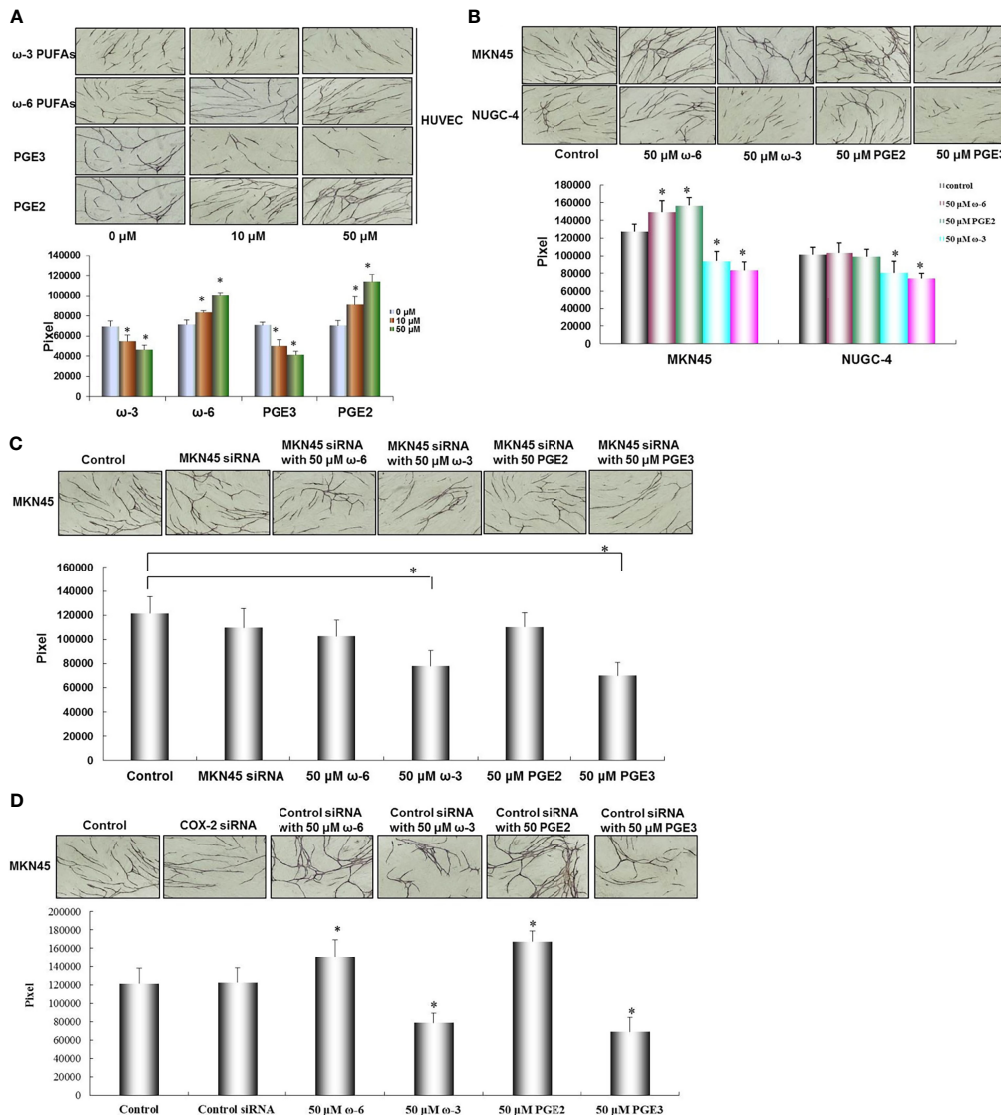 A
ω-3 PUFAs
ω-6 PUFAs
PGE3
PGE2
HUVEC
0 μM 10 μM 50 μM
140000
120000
100000
80000
60000
40000
20000
0
Pixel
* * * * * * * *
0 μM
10 μM
50 μM
ω-3 ω-6 PGE3 PGE2
B
MKN45
NUGC-4
Control 50 μM ω-6 50 μM ω-3 50 μM PGE2 50 μM PGE3
180000
160000
140000
120000
100000
80000
60000
40000
20000
0
Pixel
* * * * * *
control
50 μM ω-6
50 μM PGE2
50 μM ω-3
MKN45 NUGC-4
C
Control
MKN45 siRNA
MKN45 siRNA
with 50 μM ω-6
MKN45 siRNA
with 50 μM ω-3
MKN45 siRNA
with 50 PGE2
MKN45 siRNA
with 50 μM PGE3
MKN45
160000
140000
120000
100000
80000
60000
40000
20000
0
Pixel
* *
Control MKN45 siRNA 50 μM ω-6 50 μM ω-3 50 μM PGE2 50 μM PGE3
D
Control
COX-2 siRNA
Control siRNA
with 50 μM ω-6
Control siRNA
with 50 μM ω-3
Control siRNA
with 50 PGE2
Control siRNA
with 50 μM PGE3
MKN45
200000
180000
160000
140000
120000
100000
80000
60000
40000
20000
0
Pixel
* * * *
Control Control siRNA 50 μM ω-6 50 μM ω-3 50 μM PGE2 50 μM PGE3